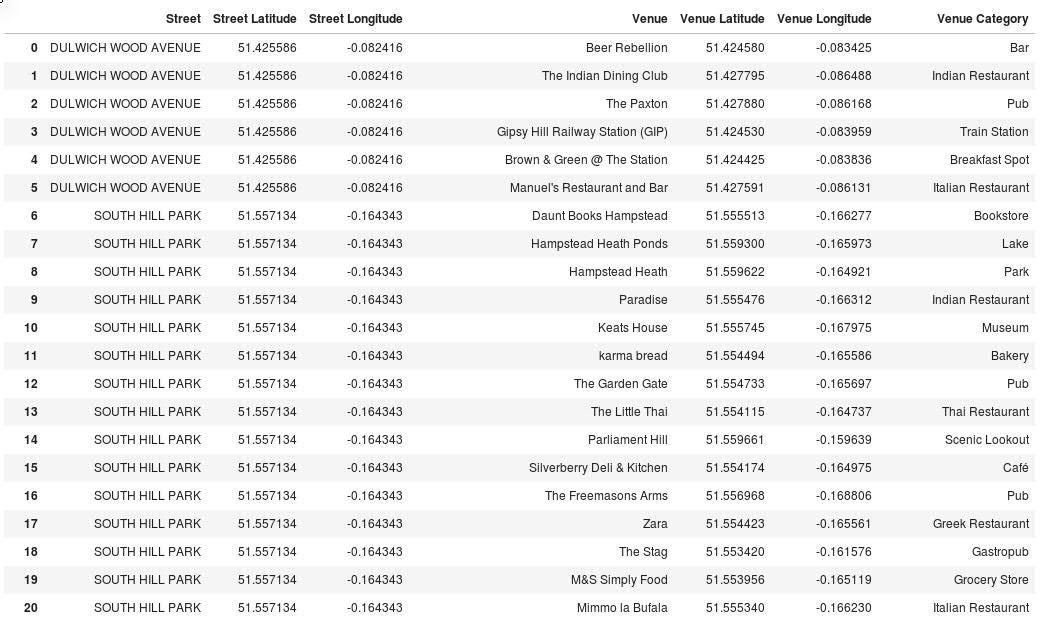 Street Street Latitude Street Longitude Venue Venue Latitude Venue Longitude Venue Category
0 DULWICH WOOD AVENUE 51.425586 -0.082416 Beer Rebellion 51.424580 -0.083425 Bar
1 DULWICH WOOD AVENUE 51.425586 -0.082416 The Indian Dining Club 51.427795 -0.086488 Indian Restaurant
2 DULWICH WOOD AVENUE 51.425586 -0.082416 The Paxton 51.427880 -0.086168 Pub
3 DULWICH WOOD AVENUE 51.425586 -0.082416 Gipsy Hill Railway Station (GIP) 51.424530 -0.083959 Train Station
4 DULWICH WOOD AVENUE 51.425586 -0.082416 Brown & Green @ The Station 51.424425 -0.083836 Breakfast Spot
5 DULWICH WOOD AVENUE 51.425586 -0.082416 Manuel's Restaurant and Bar 51.427591 -0.086131 Italian Restaurant
6 SOUTH HILL PARK 51.557134 -0.164343 Daunt Books Hampstead 51.555513 -0.166277 Bookstore
7 SOUTH HILL PARK 51.557134 -0.164343 Hampstead Heath Ponds 51.559300 -0.165973 Lake
8 SOUTH HILL PARK 51.557134 -0.164343 Hampstead Heath 51.559622 -0.164921 Park
9 SOUTH HILL PARK 51.557134 -0.164343 Paradise 51.555476 -0.166312 Indian Restaurant
10 SOUTH HILL PARK 51.557134 -0.164343 Keats House 51.555745 -0.167975 Museum
11 SOUTH HILL PARK 51.557134 -0.164343 karma bread 51.554494 -0.165586 Bakery
12 SOUTH HILL PARK 51.557134 -0.164343 The Garden Gate 51.554733 -0.165697 Pub
13 SOUTH HILL PARK 51.557134 -0.164343 The Little Thai 51.554115 -0.164737 Thai Restaurant
14 SOUTH HILL PARK 51.557134 -0.164343 Parliament Hill 51.559661 -0.159639 Scenic Lookout
15 SOUTH HILL PARK 51.557134 -0.164343 Silverberry Deli & Kitchen 51.554174 -0.164975 Café
16 SOUTH HILL PARK 51.557134 -0.164343 The Freemasons Arms 51.556968 -0.168806 Pub
17 SOUTH HILL PARK 51.557134 -0.164343 Zara 51.554423 -0.165561 Greek Restaurant
18 SOUTH HILL PARK 51.557134 -0.164343 The Stag 51.553420 -0.161576 Gastropub
19 SOUTH HILL PARK 51.557134 -0.164343 M&S Simply Food 51.553956 -0.165119 Grocery Store
20 SOUTH HILL PARK 51.557134 -0.164343 Mimmo la Bufala 51.555340 -0.166230 Italian Restaurant